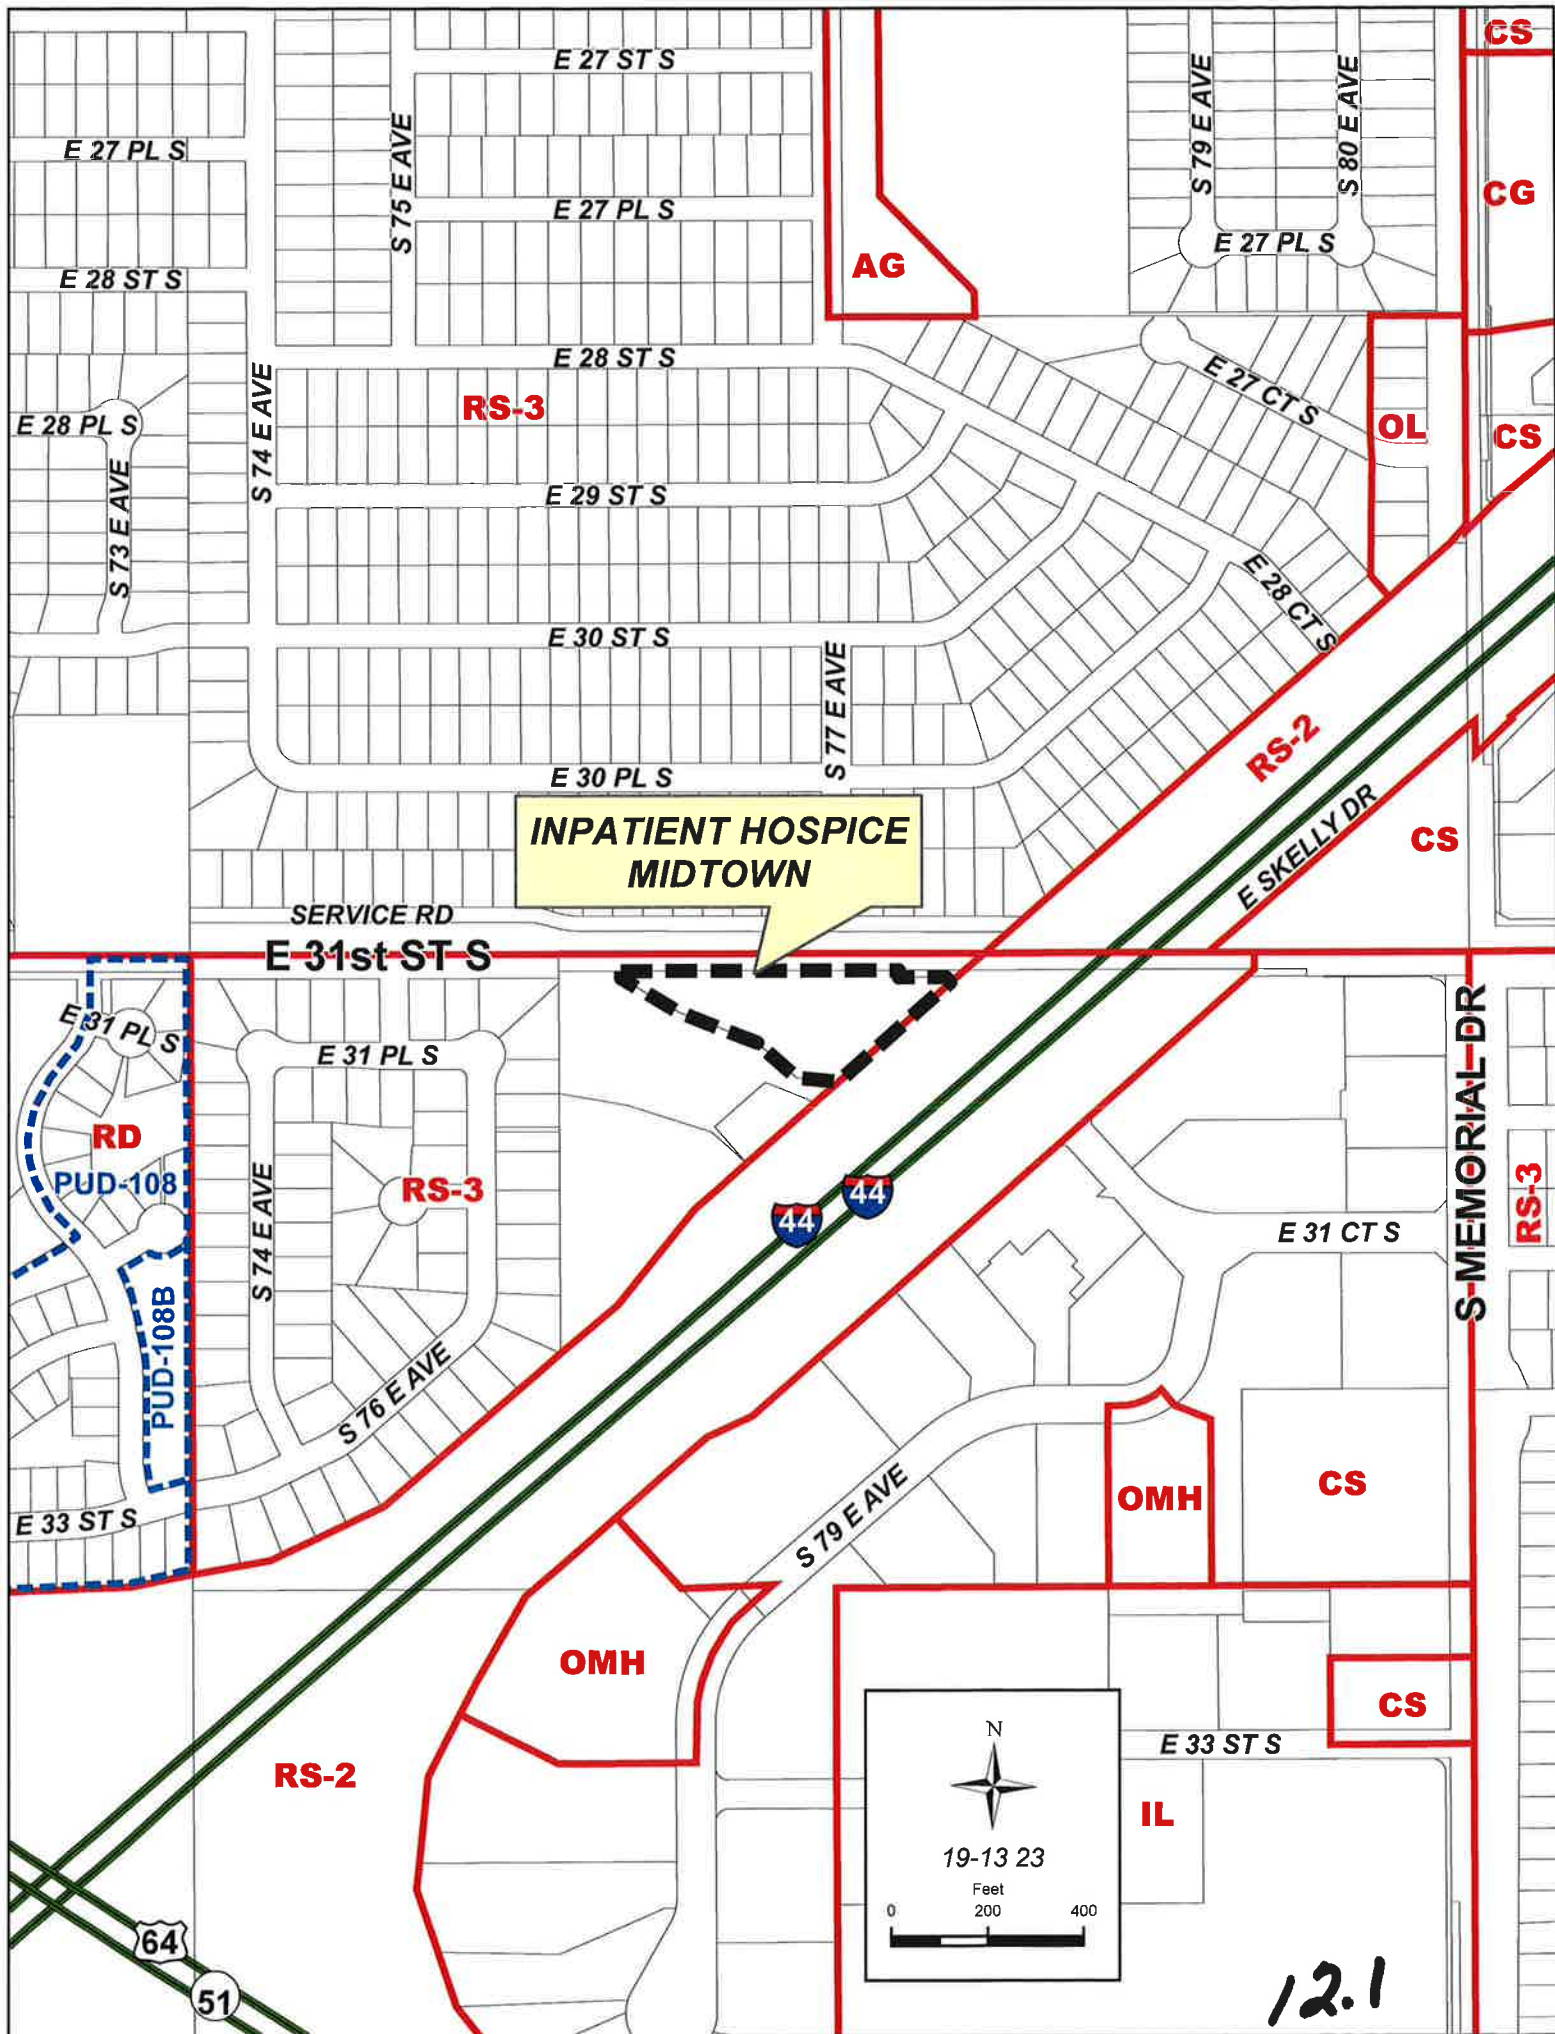 CS
E 27 ST S
S 79 E AVE
S 80 E AVE
E 27 PL S
S 75 E AVE
CG
E 27 PL S
E 27 PL S
AG
E 28 ST S
E 28 ST S
E 27 CT S
RS-3
S 74 E AVE
E 28 PL S
OL
CS
E 29 ST S
S 73 E AVE
E 28 CT S
E 30 ST S
S 77 E AVE
RS-2
E 30 PL S
INPATIENT HOSPICE
MIDTOWN
E SKELLY DR
CS
SERVICE RD
E 31st ST S
E 31 PL S
E 31 PL S
S MEMORIAL DR
RD
PUD-108
RS-3
RS-3
44
44
E 31 CT S
S 74 E AVE
PUD-108B
S 76 E AVE
OMH
CS
S 79 E AVE
E 33 ST S
OMH
CS
E 33 ST S
RS-2
N
IL
19-13 23
Feet
0 200 400
64
51
12.1